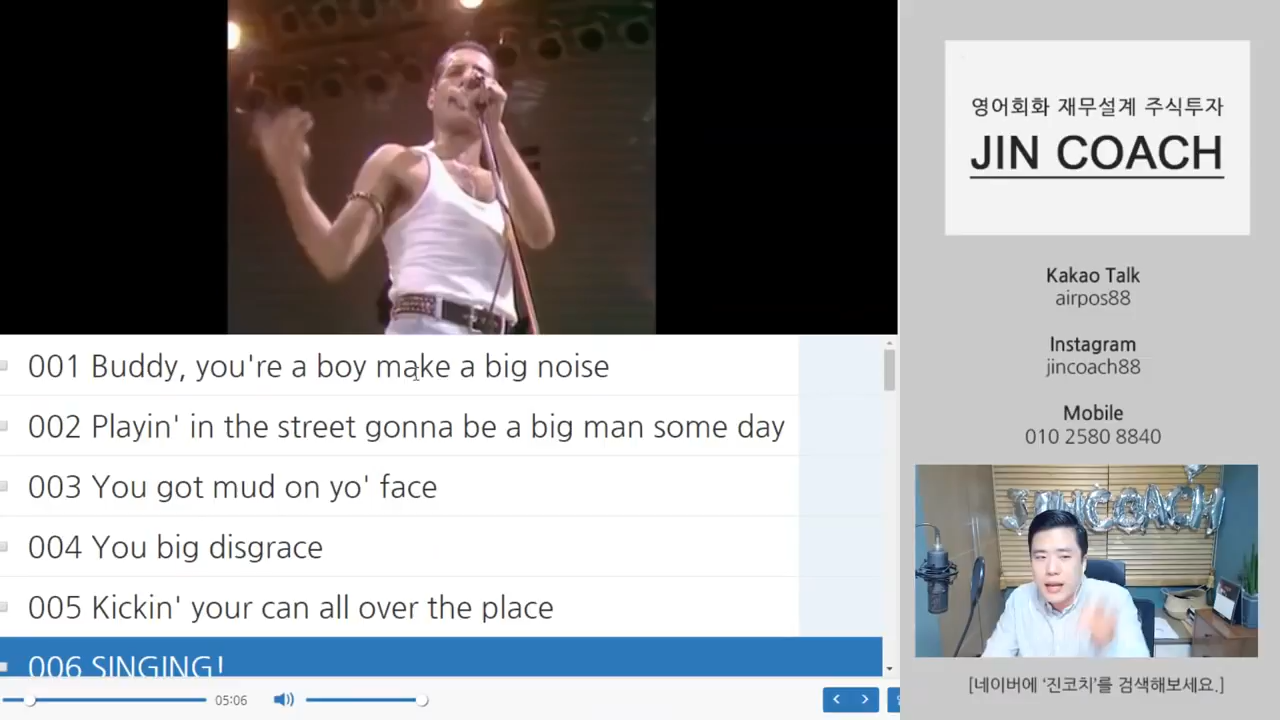 영어회화 재무설계 주식투자
JIN COACH
Kakao Talk
airpos88
Instagram
jincoach88
Mobile
010 2580 8840
JINCOACH
[네이버에 '진코치'를 검색해보세요.]
001 Buddy, you're a boy make a big noise
002 Playin' in the street gonna be a big man some day
003 You got mud on yo' face
004 You big disgrace
005 Kickin' your can all over the place
006 SINGING!
05:06